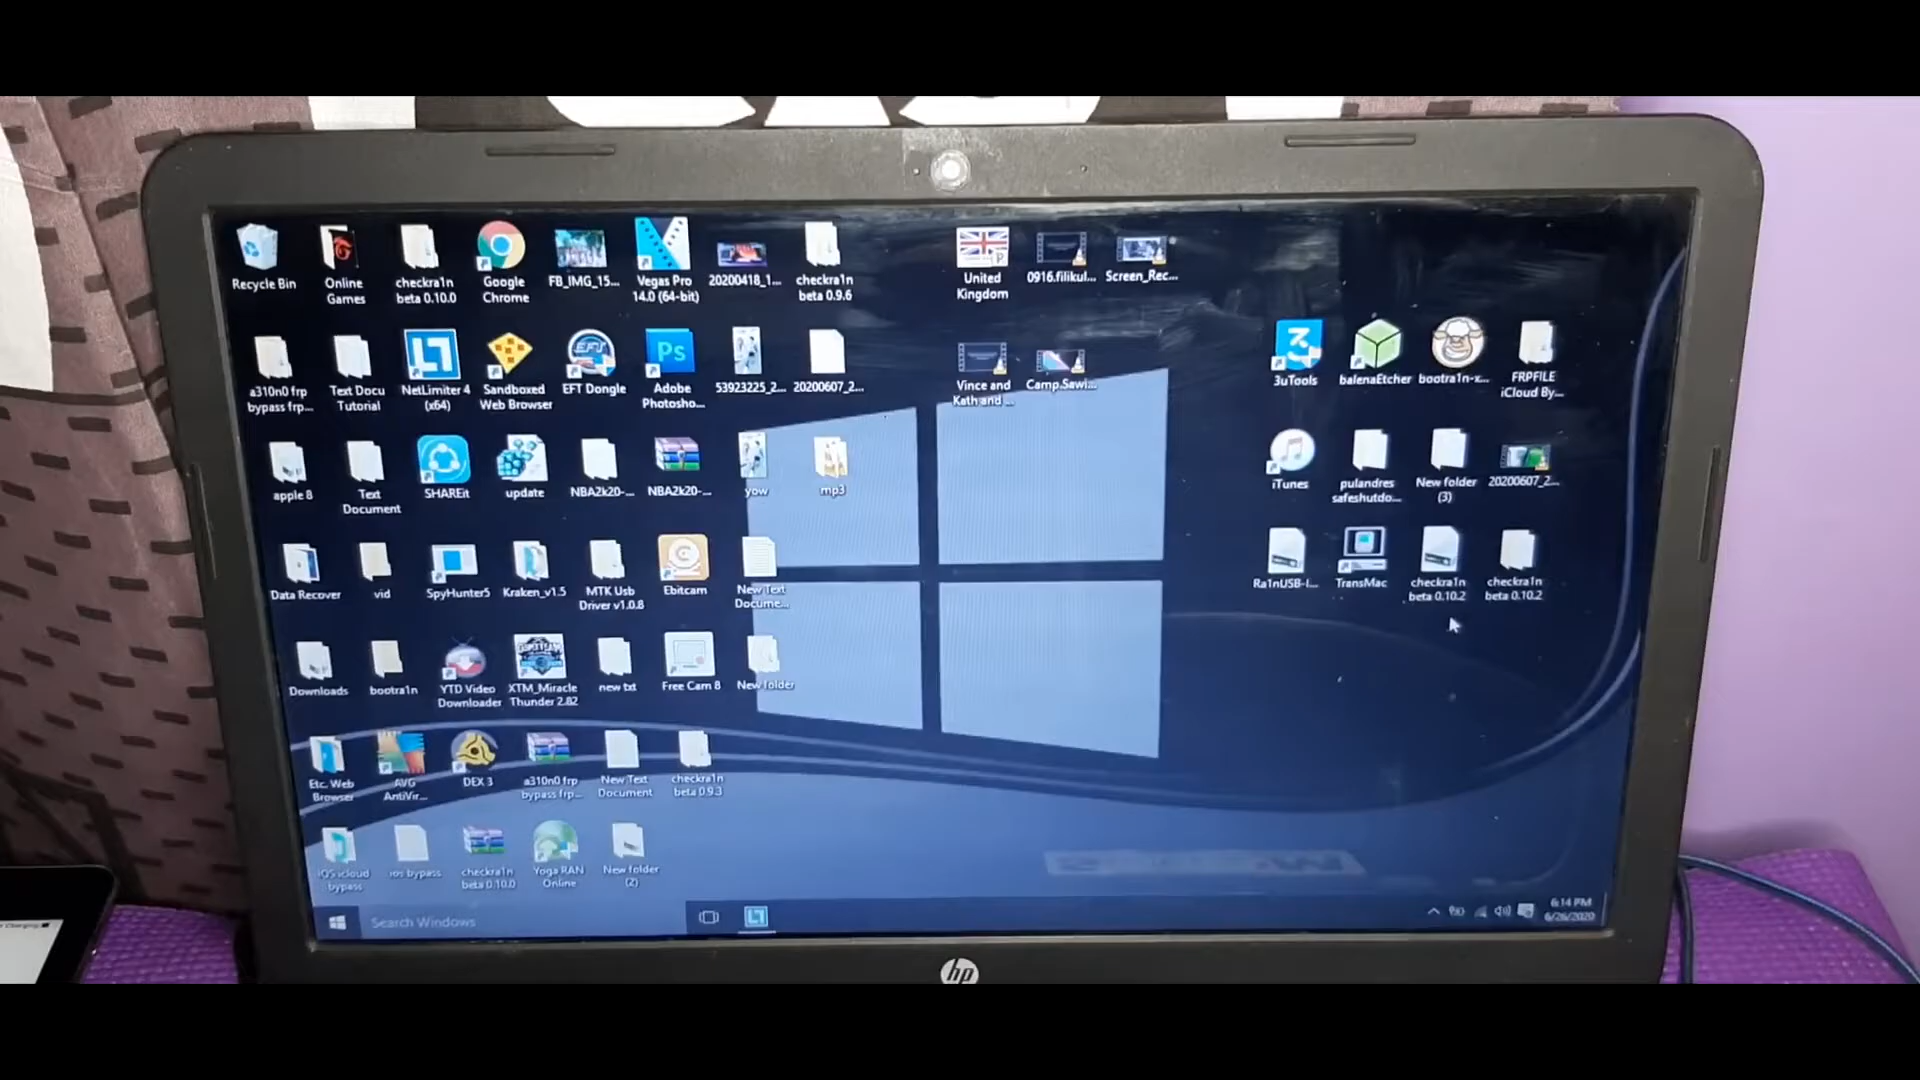 Recycle Bin
Online
Games
checkra1n
beta 0.10.0
Google
Chrome
FB_IMG_15...
Vegas Pro
14.0 (64-bit)
20200418_1...
checkra1n
beta 0.9.6
United
Kingdom
0916.filikul...
Screen_Rec...
a310n0 frp
bypass frp...
Text Docu
Tutorial
NetLimiter 4
(x64)
Sandboxed
Web Browser
EFT
EFT Dongle
Ps
Adobe
Photosho...
53923225_2...
20200607_2...
Vince and
Kath and ...
Camp.Sawi...
3uTools
balenaEtcher
bootra1n-x...
FRPFILE
iCloud By...
apple 8
Text
Document
SHAREit
update
NBA2k20-...
NBA2k20-...
yow
mp3
iTunes
pulandres
safeshutdo...
New folder
(3)
20200607_2...
Data Recover
vid
SpyHunter5
Kraken_v1.5
MTK Usb
Driver v1.0.8
Ebitcam
New Text
Docume...
Ra1nUSB-I...
TransMac
checkra1n
beta 0.10.2
checkra1n
beta 0.10.2
Downloads
bootra1n
YTD Video
Downloader
XTM_Miracle
Thunder 2.82
new txt
Free Cam 8
New folder
Etc. Web
Browser
AVG
AntiVir...
DEX 3
a310n0 frp
bypass frp...
New Text
Document
checkra1n
beta 0.9.3
iOS icloud
bypass
ios bypass
checkra1n
beta 0.10.0
Yoga RAN
Online
New folder
(2)
Search Windows
6:14 PM
6/26/2020
hp